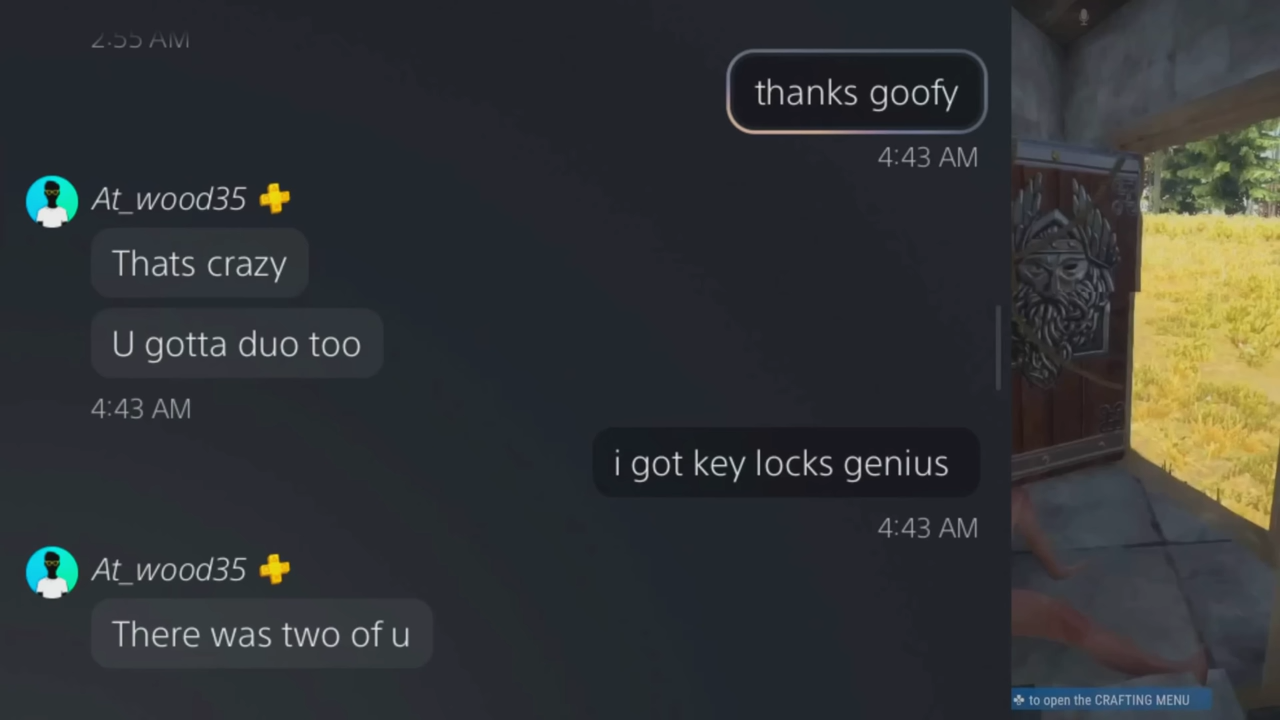 2:55 AM
thanks goofy
4:43 AM
At_wood35
Thats crazy
U gotta duo too
4:43 AM
i got key locks genius
4:43 AM
At_wood35
There was two of u
to open the CRAFTING MENU